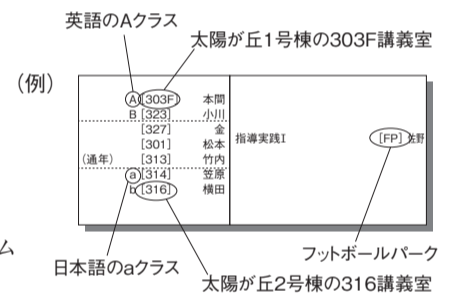 英語のAクラス
太陽が丘1号棟の303F講義室
(例)
A [303F] 本間
B [323] 小川
[327] 金
[301] 松本
(通年) [313] 竹内
a [314] 笠原
b [316] 横田
指導実践I [FP] 佐野
ム
日本語のaクラス
フットボールパーク
太陽が丘2号棟の316講義室